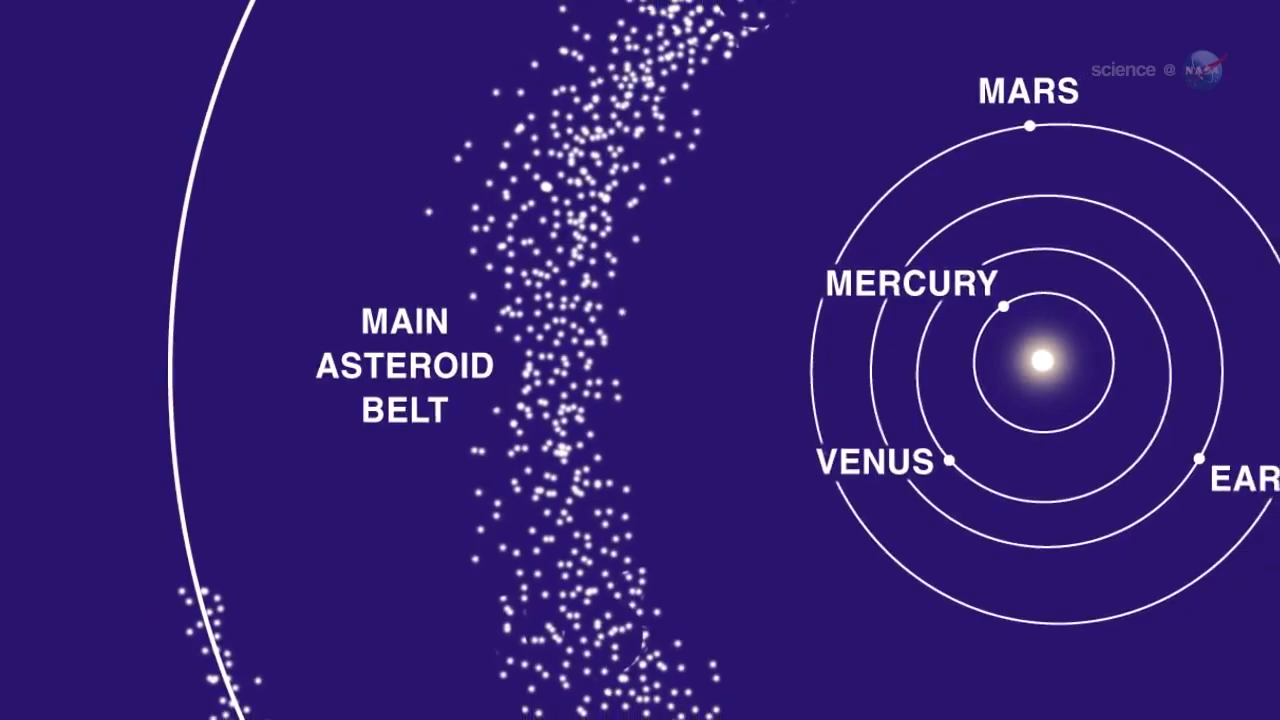 science @ NASA
MARS
MERCURY
MAIN
ASTEROID
BELT
VENUS
EAR